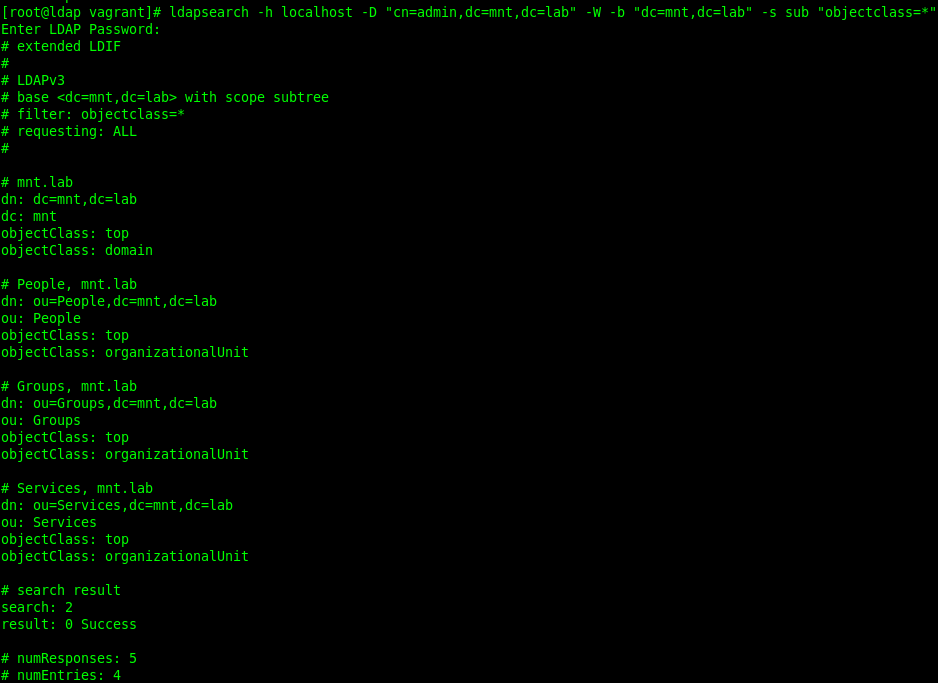 [root@ldap vagrant]# ldapsearch -h localhost -D "cn=admin,dc=mnt,dc=lab" -W -b "dc=mnt,dc=lab" -s sub "objectclass=*"
Enter LDAP Password:
# extended LDIF
#
# LDAPv3
# base <dc=mnt,dc=lab> with scope subtree
# filter: objectclass=*
# requesting: ALL
#

# mnt.lab
dn: dc=mnt,dc=lab
dc: mnt
objectClass: top
objectClass: domain

# People, mnt.lab
dn: ou=People,dc=mnt,dc=lab
ou: People
objectClass: top
objectClass: organizationalUnit

# Groups, mnt.lab
dn: ou=Groups,dc=mnt,dc=lab
ou: Groups
objectClass: top
objectClass: organizationalUnit

# Services, mnt.lab
dn: ou=Services,dc=mnt,dc=lab
ou: Services
objectClass: top
objectClass: organizationalUnit

# search result
search: 2
result: 0 Success

# numResponses: 5
# numEntries: 4